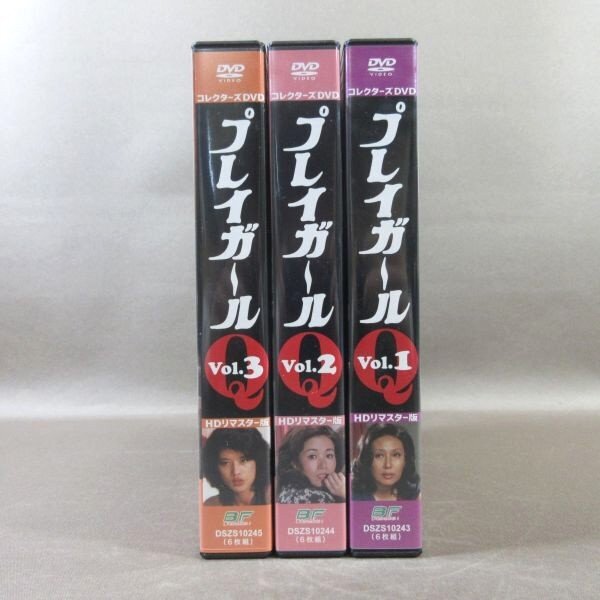 DVD
VIDEO
コレクターズDVD
プレイガール
Q
Vol.3
HDリマスター版
BF
DSZS10245
(6枚組)
DVD
VIDEO
コレクターズDVD
プレイガール
Q
Vol.2
HDリマスター版
BF
DSZS10244
(6枚組)
DVD
VIDEO
コレクターズDVD
プレイガール
Q
Vol.1
HDリマスター版
BF
DSZS10243
(6枚組)